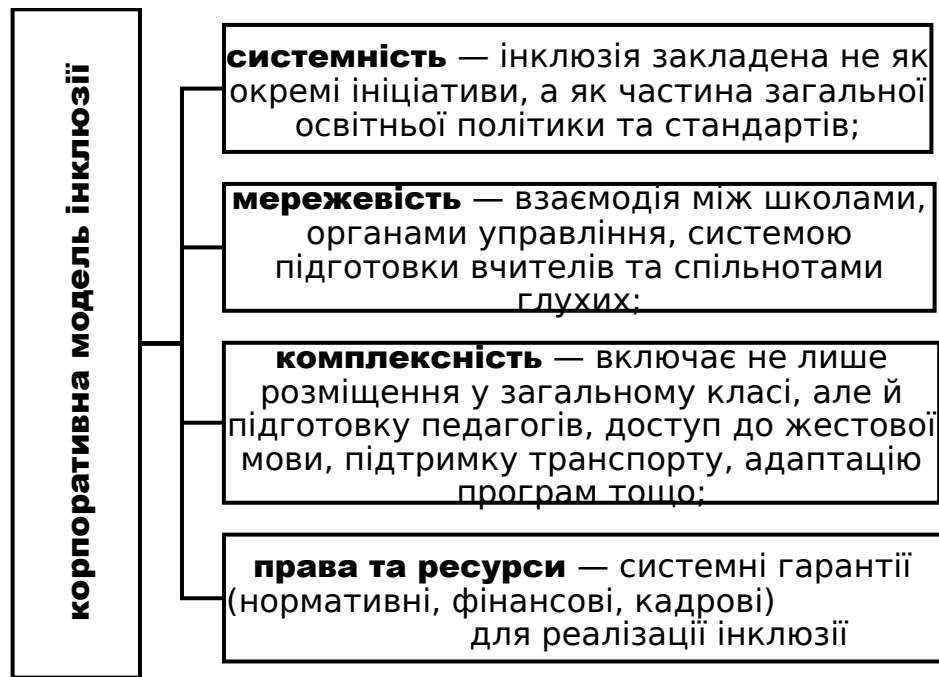 корпоративна модель інклюзії
системність — інклюзія закладена не як
окремі ініціативи, а як частина загальної
освітньої політики та стандартів;
мережевість — взаємодія між школами,
органами управління, системою
підготовки вчителів та спільнотами
глухих;
комплексність — включає не лише
розміщення у загальному класі, але й
підготовку педагогів, доступ до жестової
мови, підтримку транспорту, адаптацію
програм тощо;
права та ресурси — системні гарантії
(нормативні, фінансові, кадрові)
для реалізації інклюзії